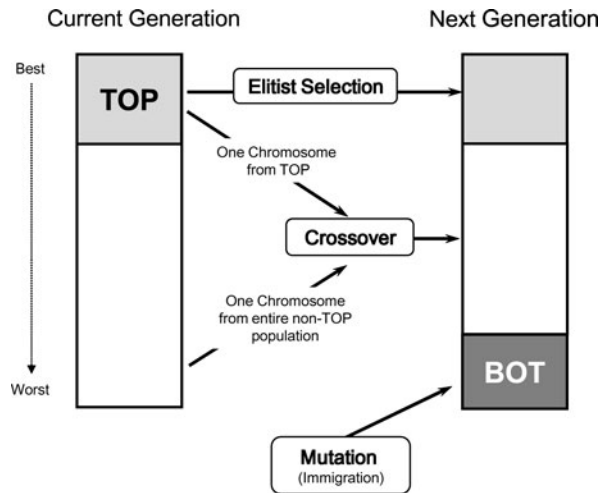 Current Generation
Next Generation
Best
TOP
Elitist Selection
One Chromosome
from TOP
Crossover
One Chromosome
from entire non-TOP
population
Worst
BOT
Mutation
(Immigration)